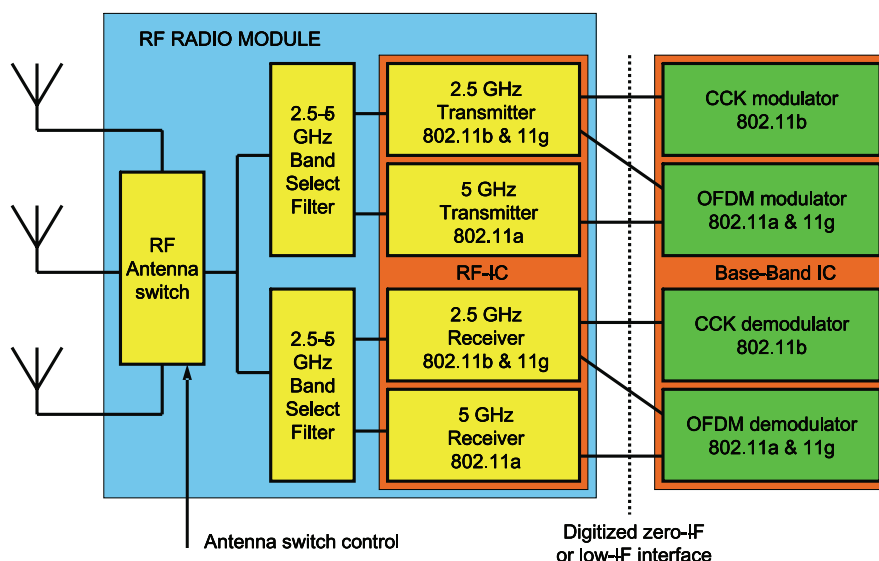 RF RADIO MODULE
RF
Antenna
switch
2.5-5
GHz
Band
Select
Filter
2.5-5
GHz
Band
Select
Filter
2.5 GHz
Transmitter
802.11b & 11g
5 GHz
Transmitter
802.11a
RF-IC
2.5 GHz
Receiver
802.11b & 11g
5 GHz
Receiver
802.11a
CCK modulator
802.11b
OFDM modulator
802.11a & 11g
Base-Band IC
CCK demodulator
802.11b
OFDM demodulator
802.11a & 11g
Antenna switch control
Digitized zero-IF
or low-IF interface